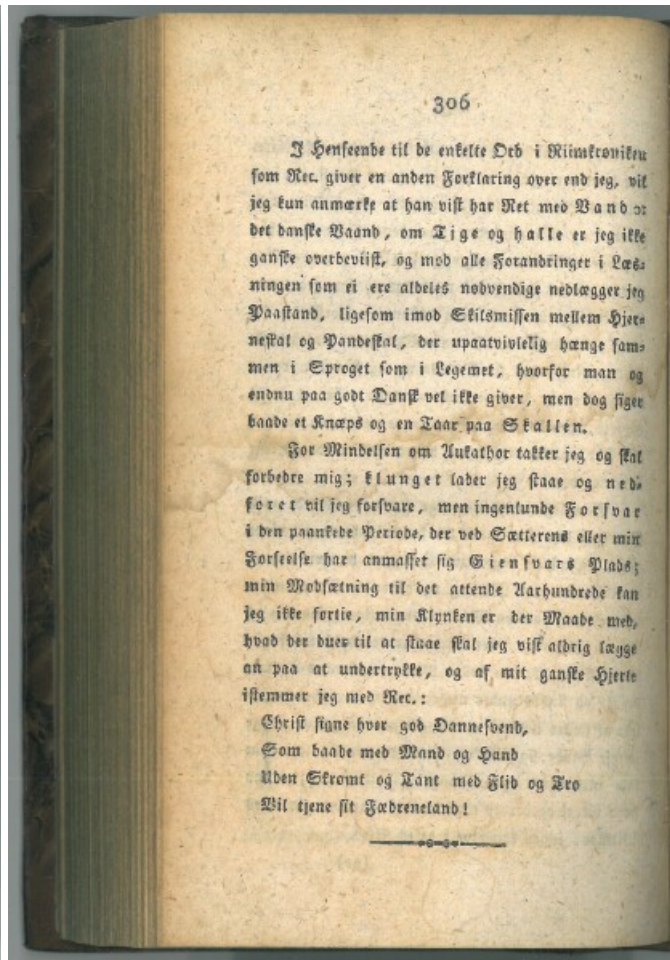 306
I Henseende til de enkelte Ord i Riimkrøniken
som Rec. giver en anden Forklaring over end jeg, vil
jeg kun anmærke at han vist har Ret med Vand or
det danske Vaand, om Tjge og halle er jeg ikke
ganske overbeviist, og mod alle Forandringer i Læs-
ningen som ei ere aldeles nødvendige nedlægger jeg
Paastand, ligesom imod Skilsmissen mellem Hjer-
neskal og Pandeskal, der upaatvivlelig hænge sam-
men i Sproget som i Legemet, hvorfor man og
endnu paa godt Dansk vel ikke giver, men dog siger
baade et Knæps og en Taar paa Skallen.
For Mindelsen om Aukathor takker jeg og skal
forbedre mig; klunget lader jeg staae og ned-
foret vil jeg forsvare, men ingenlunde Forsvar
i den paankede Periode, der ved Sætterens eller min
Forseelse har anmasset sig Giensvars Plads;
min Modsætning til det attende Aarhundrede kan
jeg ikke fortie, min Klynken er der Maade med,
hvad der duer til at staae skal jeg vist aldrig lægge
an paa at undertrykke, og af mit ganske Hjerte
istemmer jeg med Rec.:
Christ signe hver god Dannesvend,
Som baade med Mand og Hand
Uden Skrømt og Tant med Flid og Tro
Vil tjene sit Fædreneland!